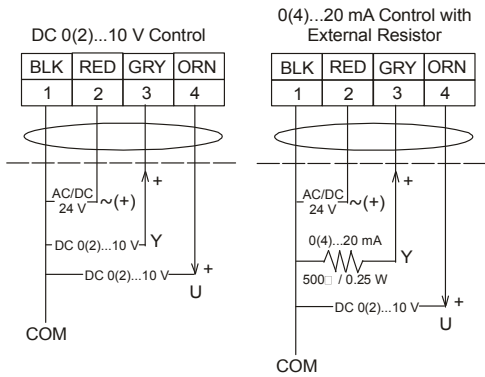 DC 0(2)...10 V Control
BLK RED GRY ORN
1 2 3 4
+
AC/DC
24 V
~(+)
DC 0(2)...10 V
Y
DC 0(2)...10 V
+
U
COM
0(4)...20 mA Control with
External Resistor
BLK RED GRY ORN
1 2 3 4
+
AC/DC
24 V
~(+)
0(4)...20 mA
Y
500□ / 0.25 W
DC 0(2)...10 V
+
U
COM